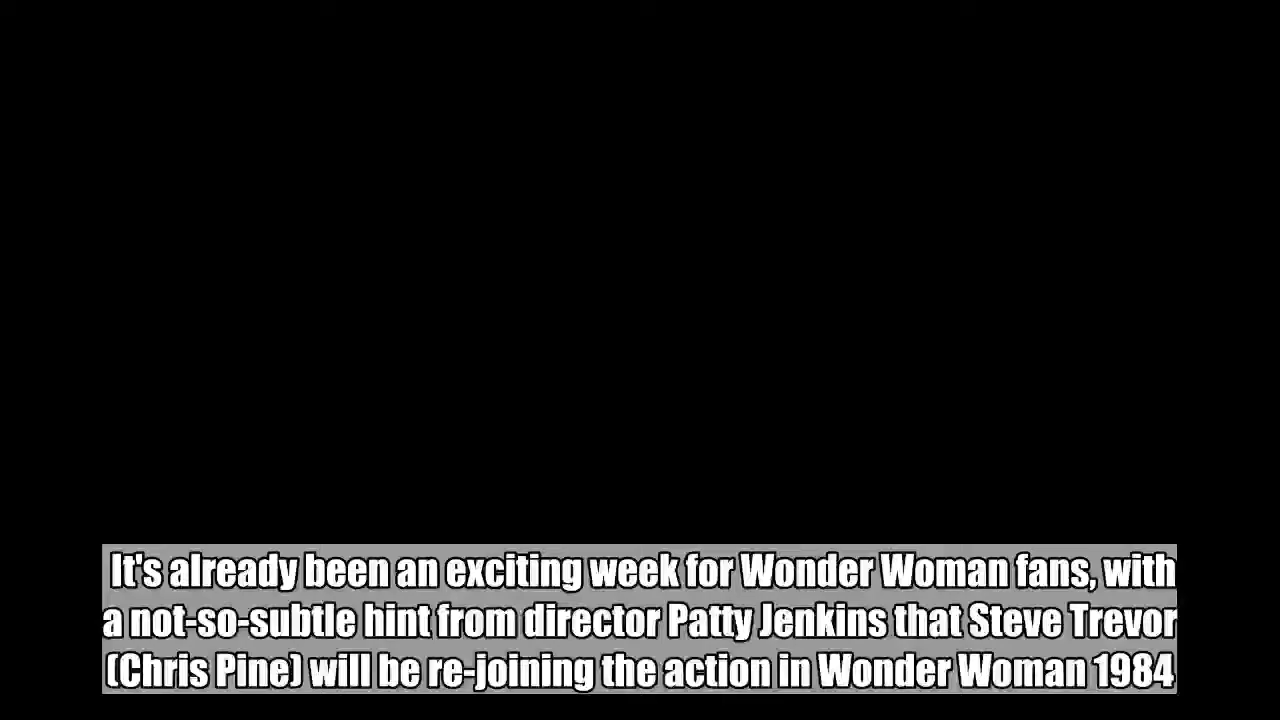 It's already been an exciting week for Wonder Woman fans, with
a not-so-subtle hint from director Patty Jenkins that Steve Trevor
(Chris Pine) will be re-joining the action in Wonder Woman 1984